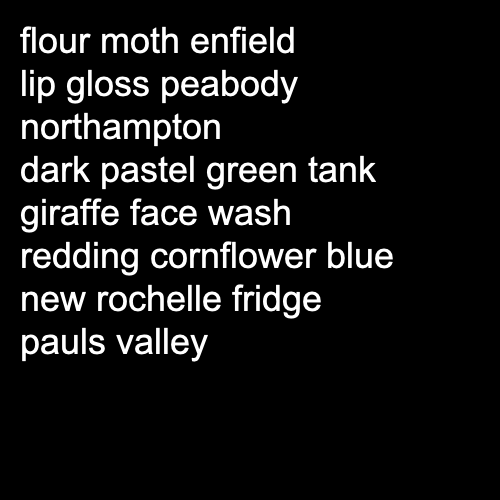 flour moth enfield
lip gloss peabody
northampton
dark pastel green tank
giraffe face wash
redding cornflower blue
new rochelle fridge
pauls valley